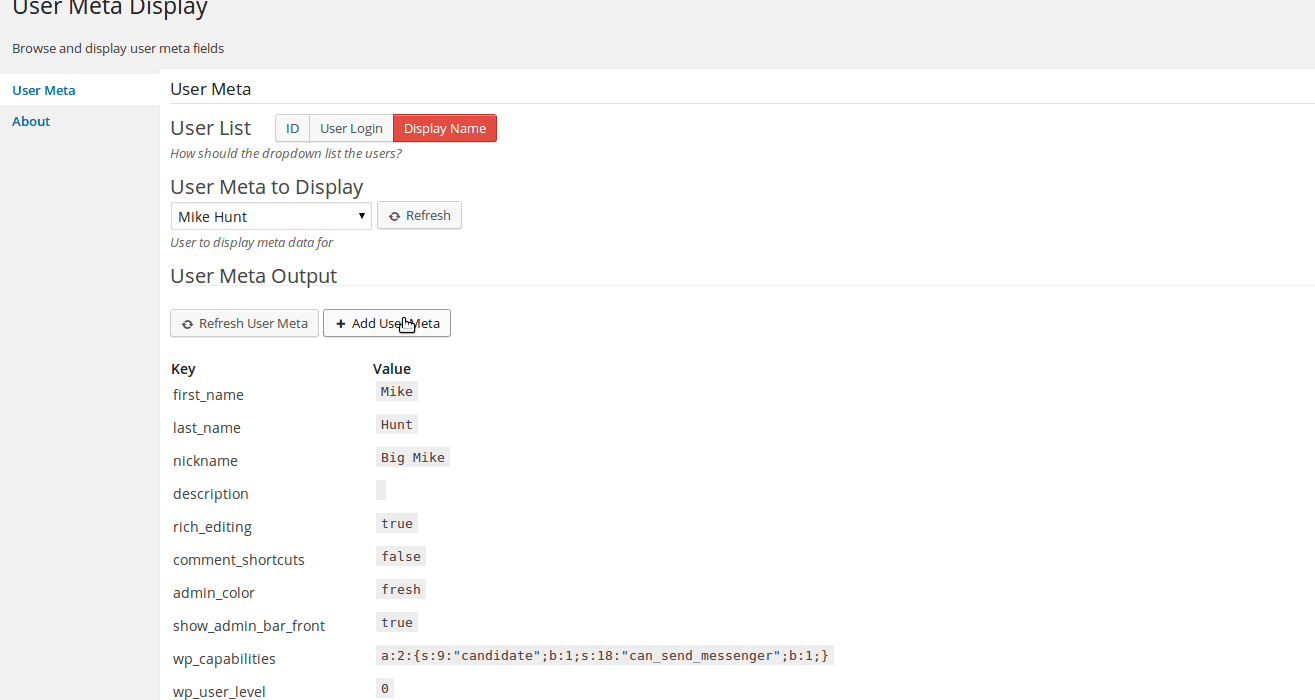 User Meta Display
Browse and display user meta fields
User Meta
About
User Meta
User List ID User Login Display Name
How should the dropdown list the users?
User Meta to Display
Mike Hunt Refresh
User to display meta data for
User Meta Output
Refresh User Meta Add User Meta
Key Value
first_name Mike
last_name Hunt
nickname Big Mike
description
rich_editing true
comment_shortcuts false
admin_color fresh
show_admin_bar_front true
wp_capabilities a:2:{s:9:"candidate";b:1;s:18:"can_send_messenger";b:1;}
wp_user_level 0